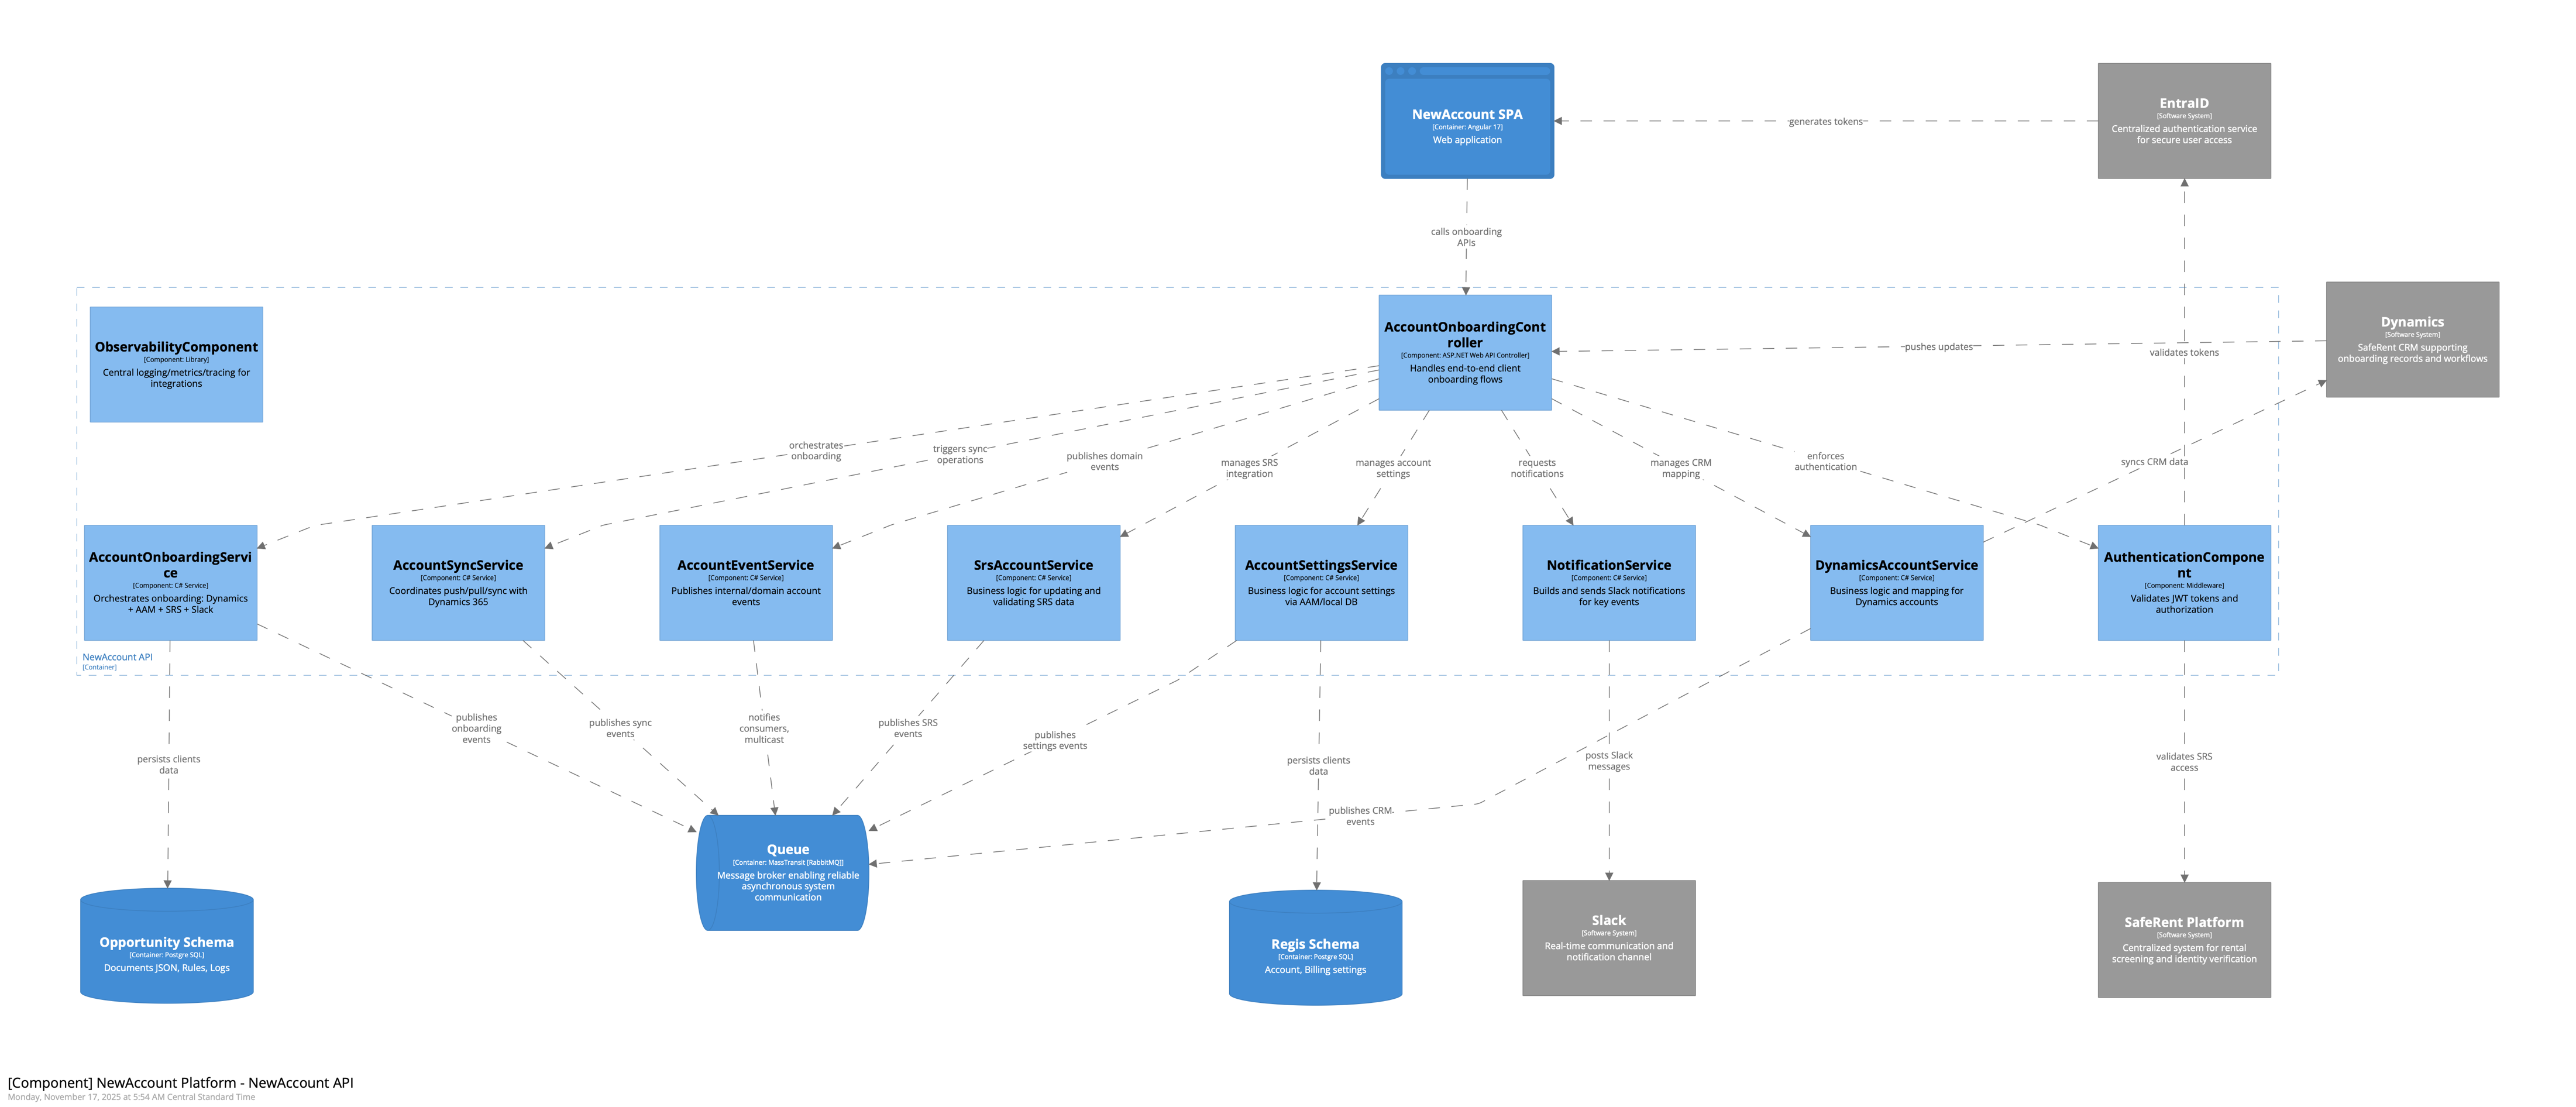 NewAccount SPA
[Container: Angular 17]
Web application
generates tokens
EntraID
[Software System]
Centralized authentication service
for secure user access
calls onboarding
APIs
ObservabilityComponent
[Component: Library]
Central logging/metrics/tracing for
integrations
AccountOnboardingCont
roller
[Component: ASP.NET Web API Controller]
Handles end-to-end client
onboarding flows
pushes updates
validates tokens
Dynamics
[Software System]
SafeRent CRM supporting
onboarding records and workflows
orchestrates
onboarding
triggers sync
operations
publishes domain
events
manages SRS
integration
manages account
settings
requests
notifications
manages CRM
mapping
enforces
authentication
syncs CRM data
AccountOnboardingServi
ce
[Component: C# Service]
Orchestrates onboarding: Dynamics
+ AAM + SRS + Slack
AccountSyncService
[Component: C# Service]
Coordinates push/pull/sync with
Dynamics 365
AccountEventService
[Component: C# Service]
Publishes internal/domain account
events
SrsAccountService
[Component: C# Service]
Business logic for updating and
validating SRS data
AccountSettingsService
[Component: C# Service]
Business logic for account settings
via AAM/local DB
NotificationService
[Component: C# Service]
Builds and sends Slack notifications
for key events
DynamicsAccountService
[Component: C# Service]
Business logic and mapping for
Dynamics accounts
AuthenticationCompone
nt
[Component: Middleware]
Validates JWT tokens and
authorization
NewAccount API
[Container]
publishes
onboarding
events
publishes sync
events
notifies
consumers,
multicast
publishes SRS
events
publishes
settings events
persists clients
data
persists clients
data
posts Slack
messages
validates SRS
access
publishes CRM
events
Queue
[Container: MassTransit [RabbitMQ]]
Message broker enabling reliable
asynchronous system
communication
Opportunity Schema
[Container: Postgre SQL]
Documents JSON, Rules, Logs
Regis Schema
[Container: Postgre SQL]
Account, Billing settings
Slack
[Software System]
Real-time communication and
notification channel
SafeRent Platform
[Software System]
Centralized system for rental
screening and identity verification
[Component] NewAccount Platform - NewAccount API
Monday, November 17, 2025 at 5:54 AM Central Standard Time